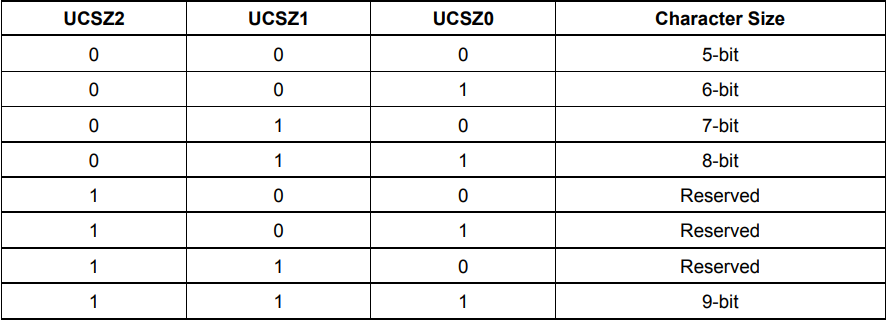 UCSZ2 UCSZ1 UCSZ0 Character Size
0 0 0 5-bit
0 0 1 6-bit
0 1 0 7-bit
0 1 1 8-bit
1 0 0 Reserved
1 0 1 Reserved
1 1 0 Reserved
1 1 1 9-bit